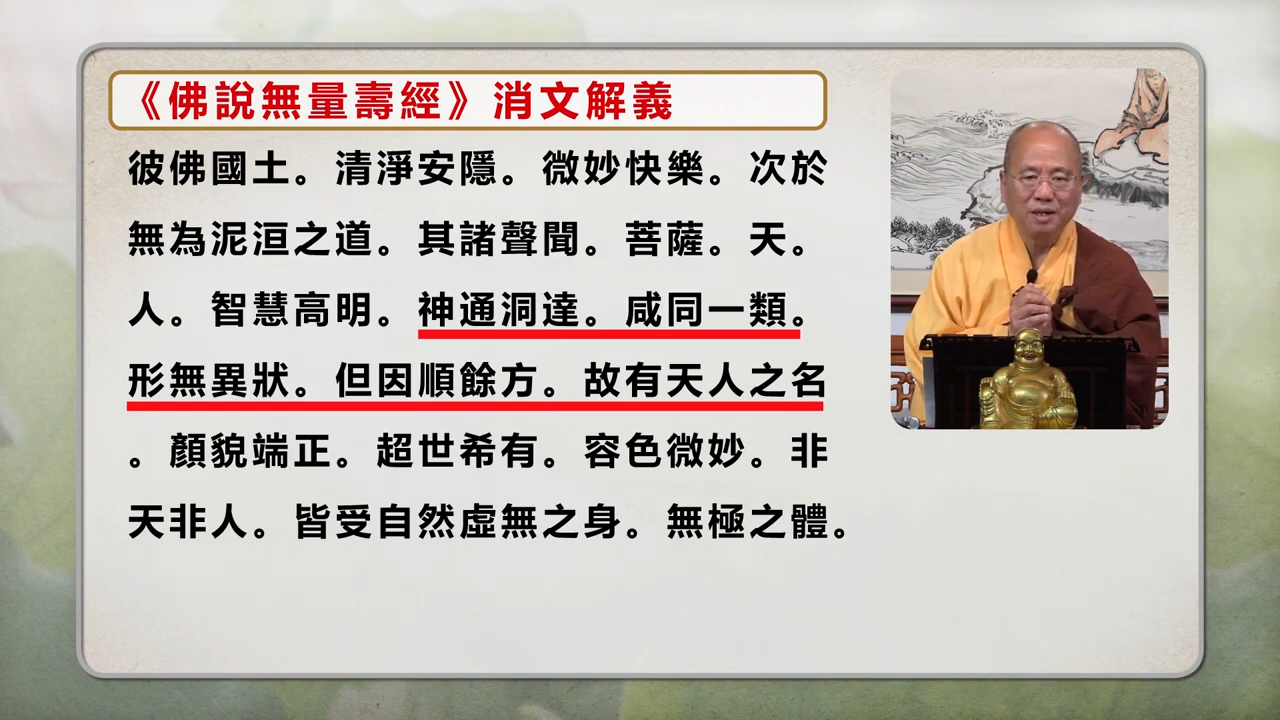 《佛說無量壽經》消文解義
彼佛國土。清淨安隱。微妙快樂。次於
無為泥洹之道。其諸聲聞。菩薩。天。
人。智慧高明。神通洞達。咸同一類。
形無異狀。但因順餘方。故有天人之名
。顏貌端正。超世希有。容色微妙。非
天非人。皆受自然虛無之身。無極之體。